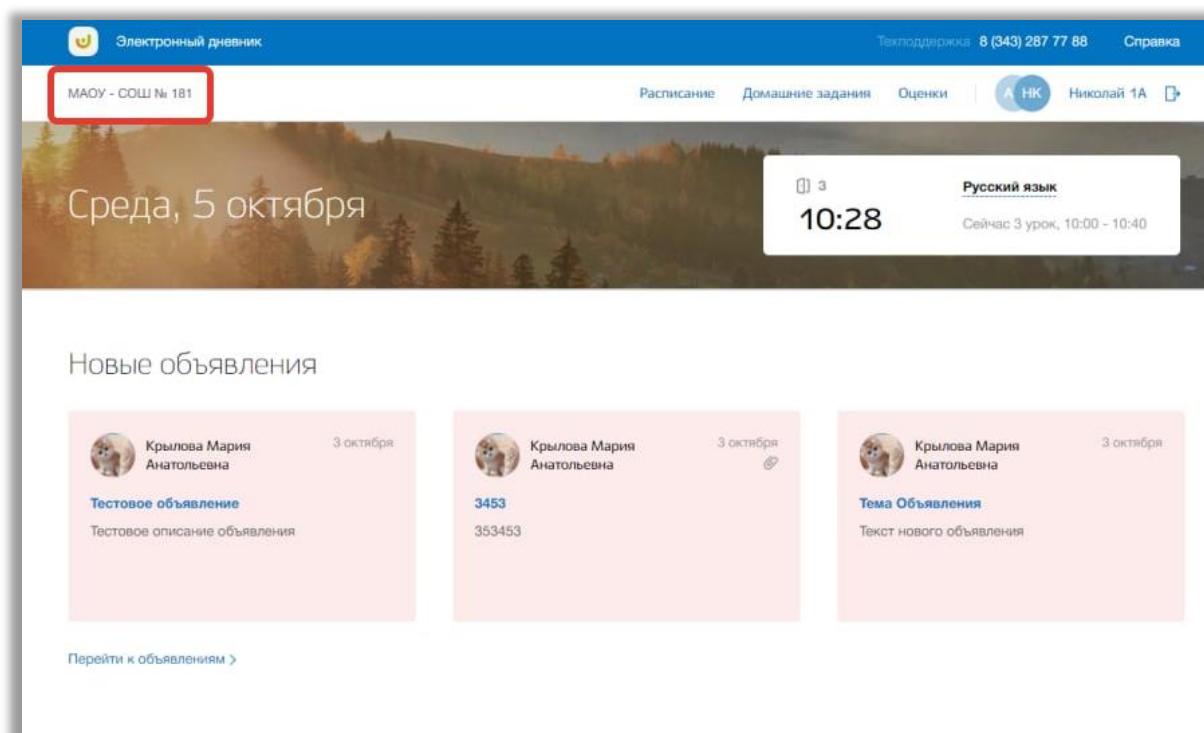 Электронный дневник
Техподдержка 8 (343) 287 77 88 Справка
МАОУ - СОШ № 181
Расписание Домашние задания Оценки А НК Николай 1А
Среда, 5 октября
3
10:28
Русский язык
Сейчас 3 урок, 10:00 - 10:40
Новые объявления
Крылова Мария
Анатольевна
3 октября
Тестовое объявление
Тестовое описание объявления
Крылова Мария
Анатольевна
3 октября
3453
353453
Крылова Мария
Анатольевна
3 октября
Тема Объявления
Текст нового объявления
Перейти к объявлениям >